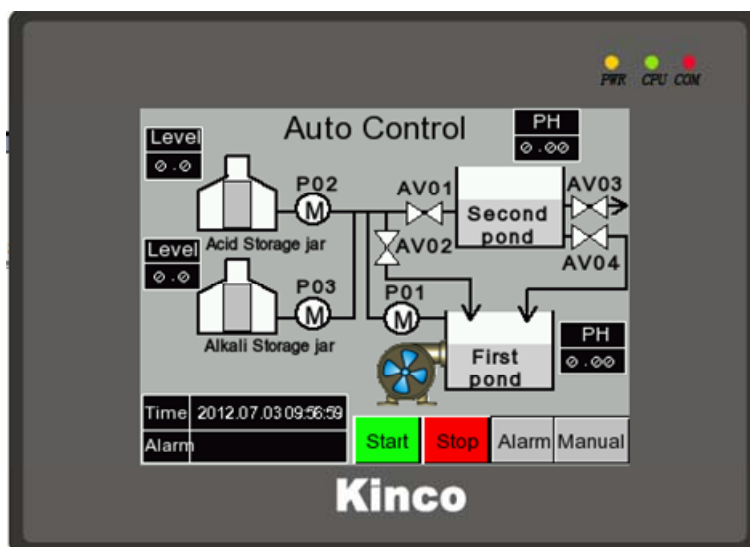 PWR CPU COM
Auto Control
PH
0.00
Level
0.0
P02
M
AV01
AV03
Second
pond
Acid Storage jar
AV02
AV04
Level
0.0
P03
M
P01
M
Alkali Storage jar
First
pond
PH
0.00
Time 2012.07.03 09:56:59
Alarm
Start Stop Alarm Manual
Kinco